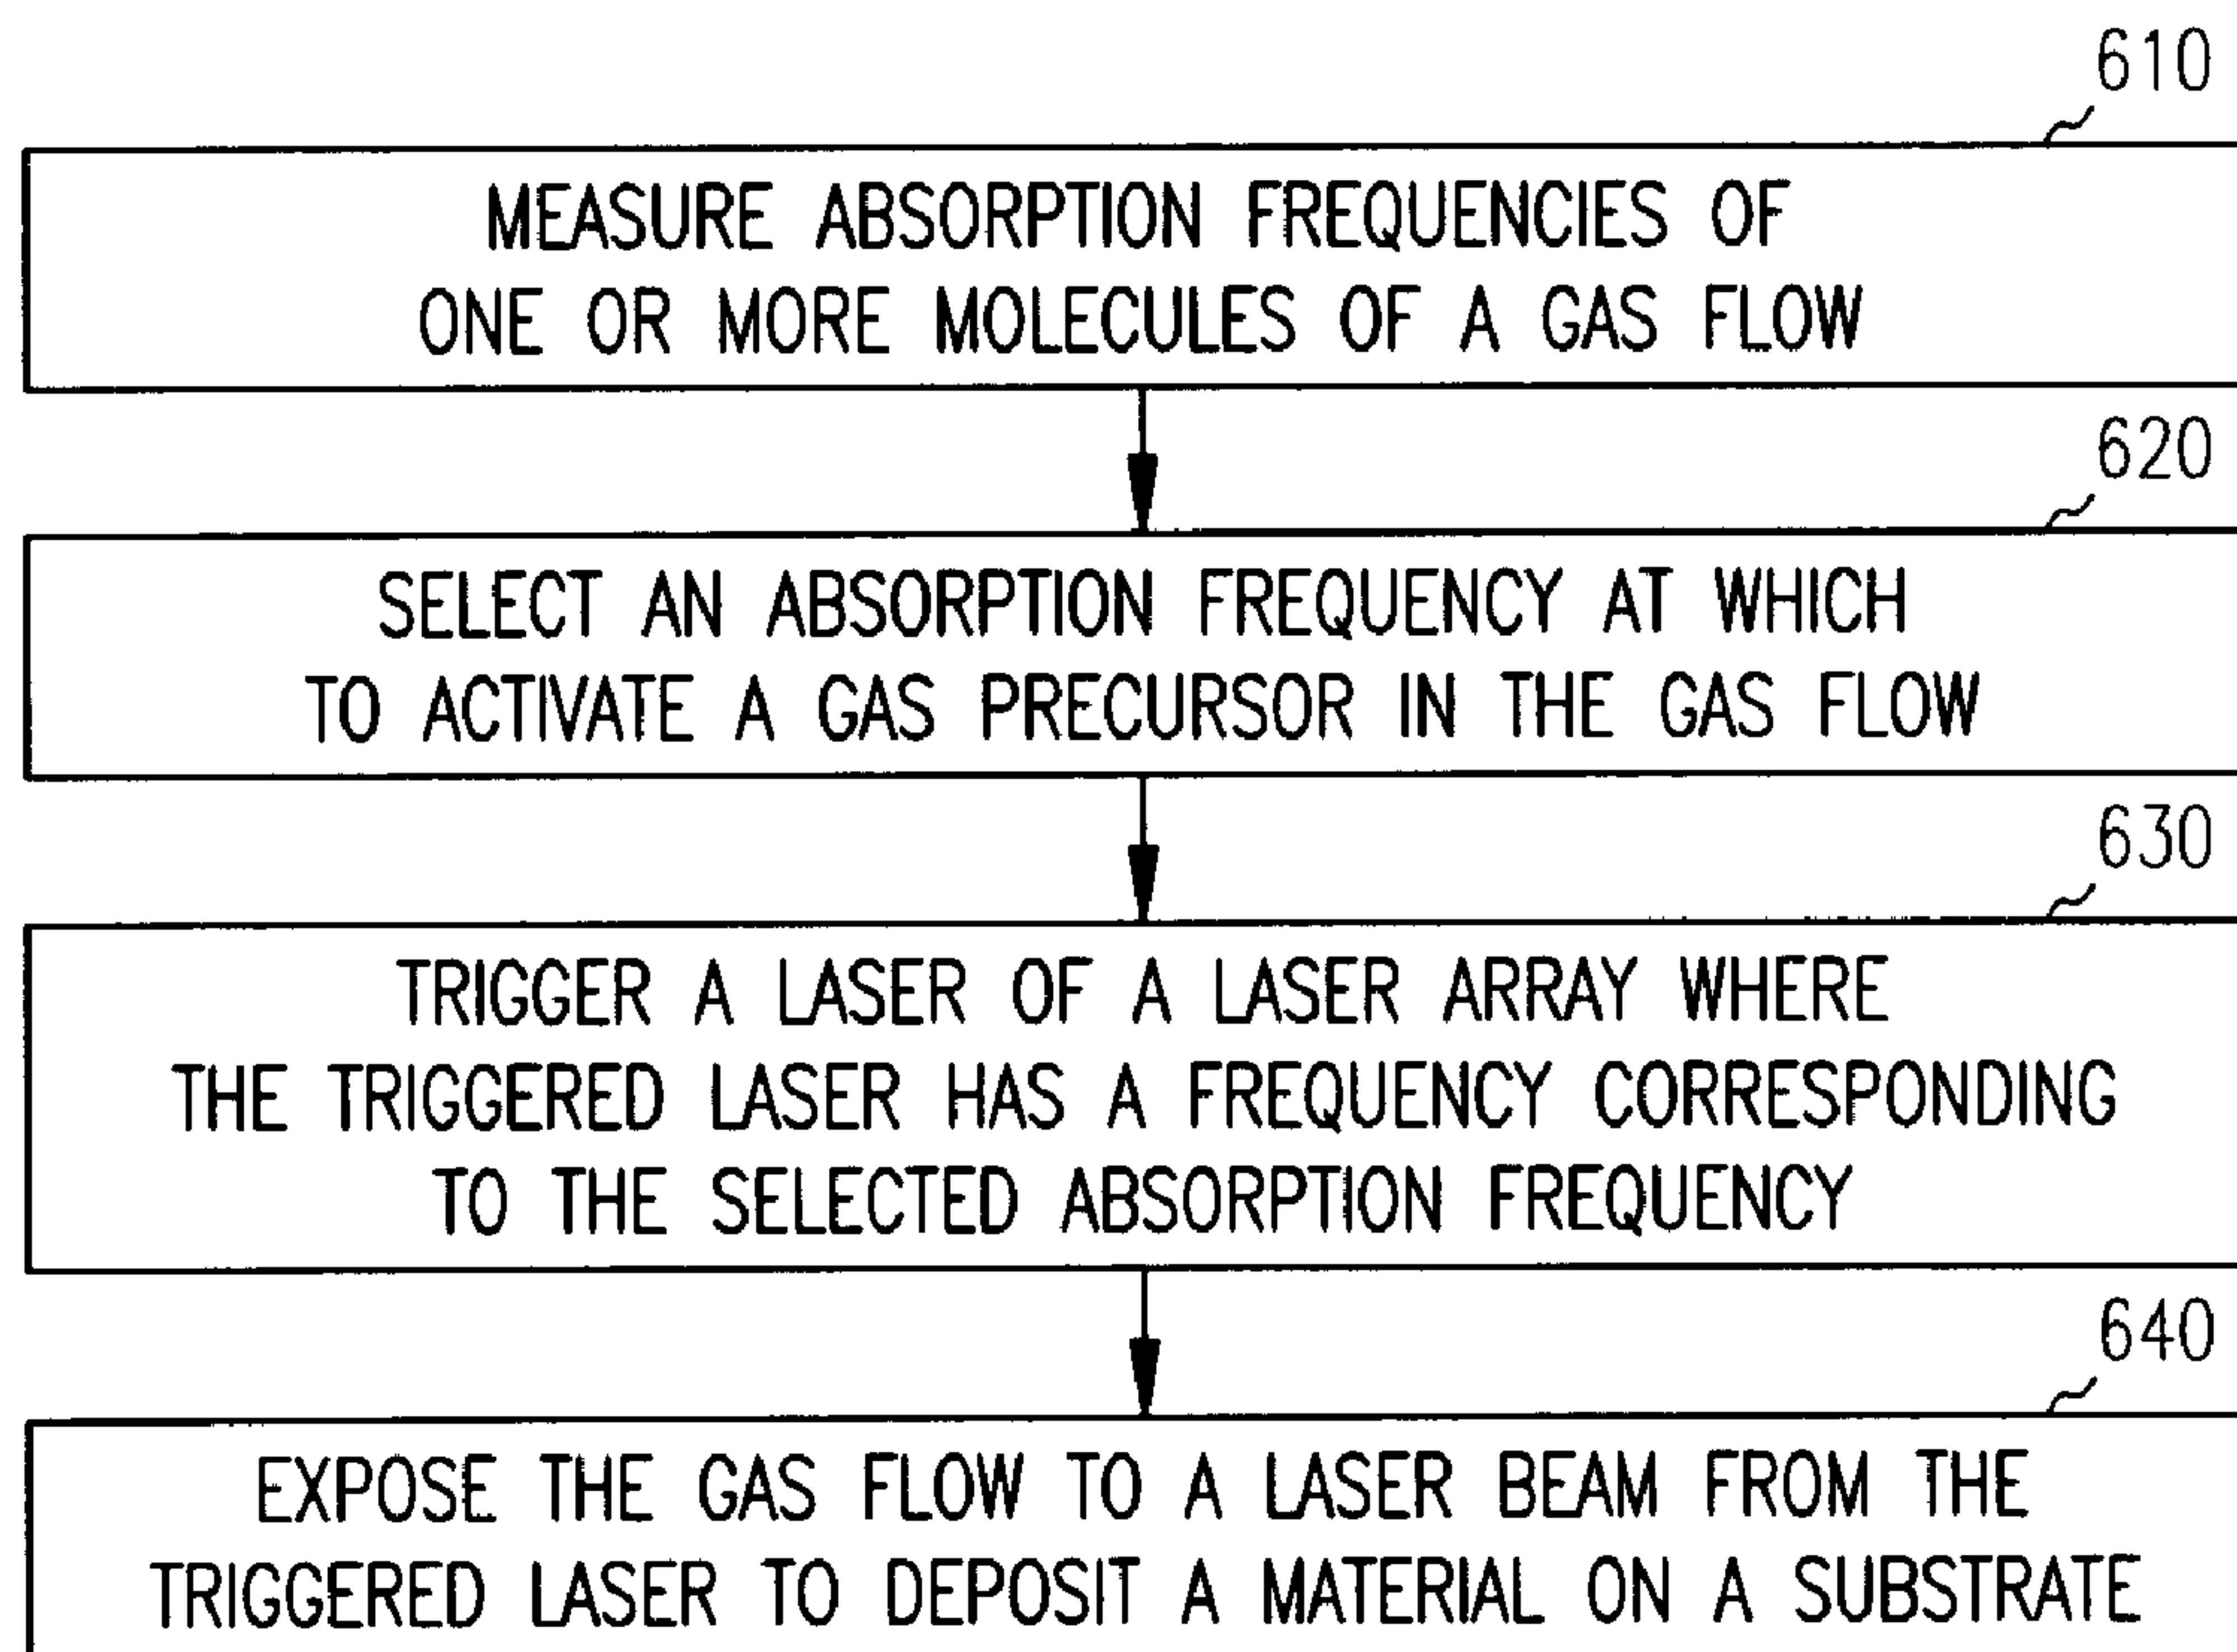 610
MEASURE ABSORPTION FREQUENCIES OF
ONE OR MORE MOLECULES OF A GAS FLOW
620
SELECT AN ABSORPTION FREQUENCY AT WHICH
TO ACTIVATE A GAS PRECURSOR IN THE GAS FLOW
630
TRIGGER A LASER OF A LASER ARRAY WHERE
THE TRIGGERED LASER HAS A FREQUENCY CORRESPONDING
TO THE SELECTED ABSORPTION FREQUENCY
640
EXPOSE THE GAS FLOW TO A LASER BEAM FROM THE
TRIGGERED LASER TO DEPOSIT A MATERIAL ON A SUBSTRATE